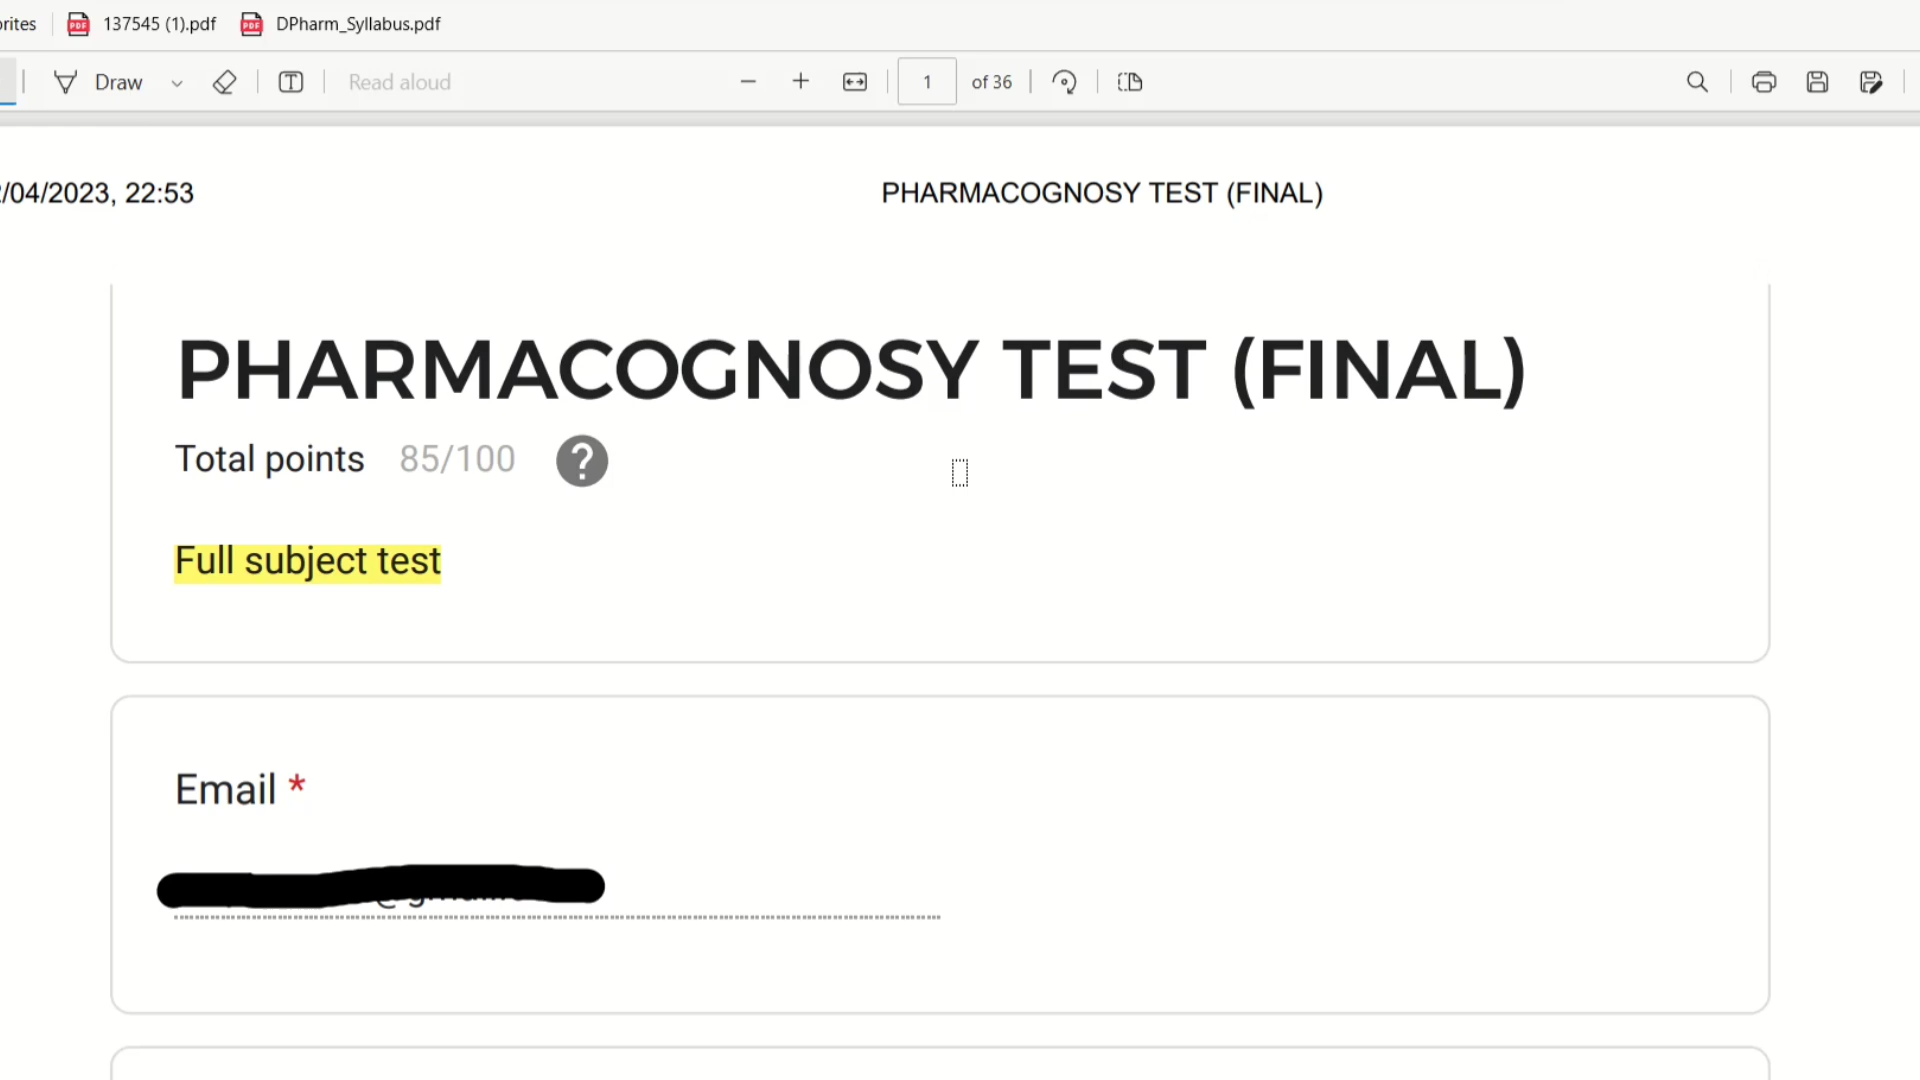 rites 137545 (1).pdf DPharm_Syllabus.pdf
Draw Read aloud 1 of 36
/04/2023, 22:53 PHARMACOGNOSY TEST (FINAL)
PHARMACOGNOSY TEST (FINAL)
Total points 85/100 ?
Full subject test
Email *